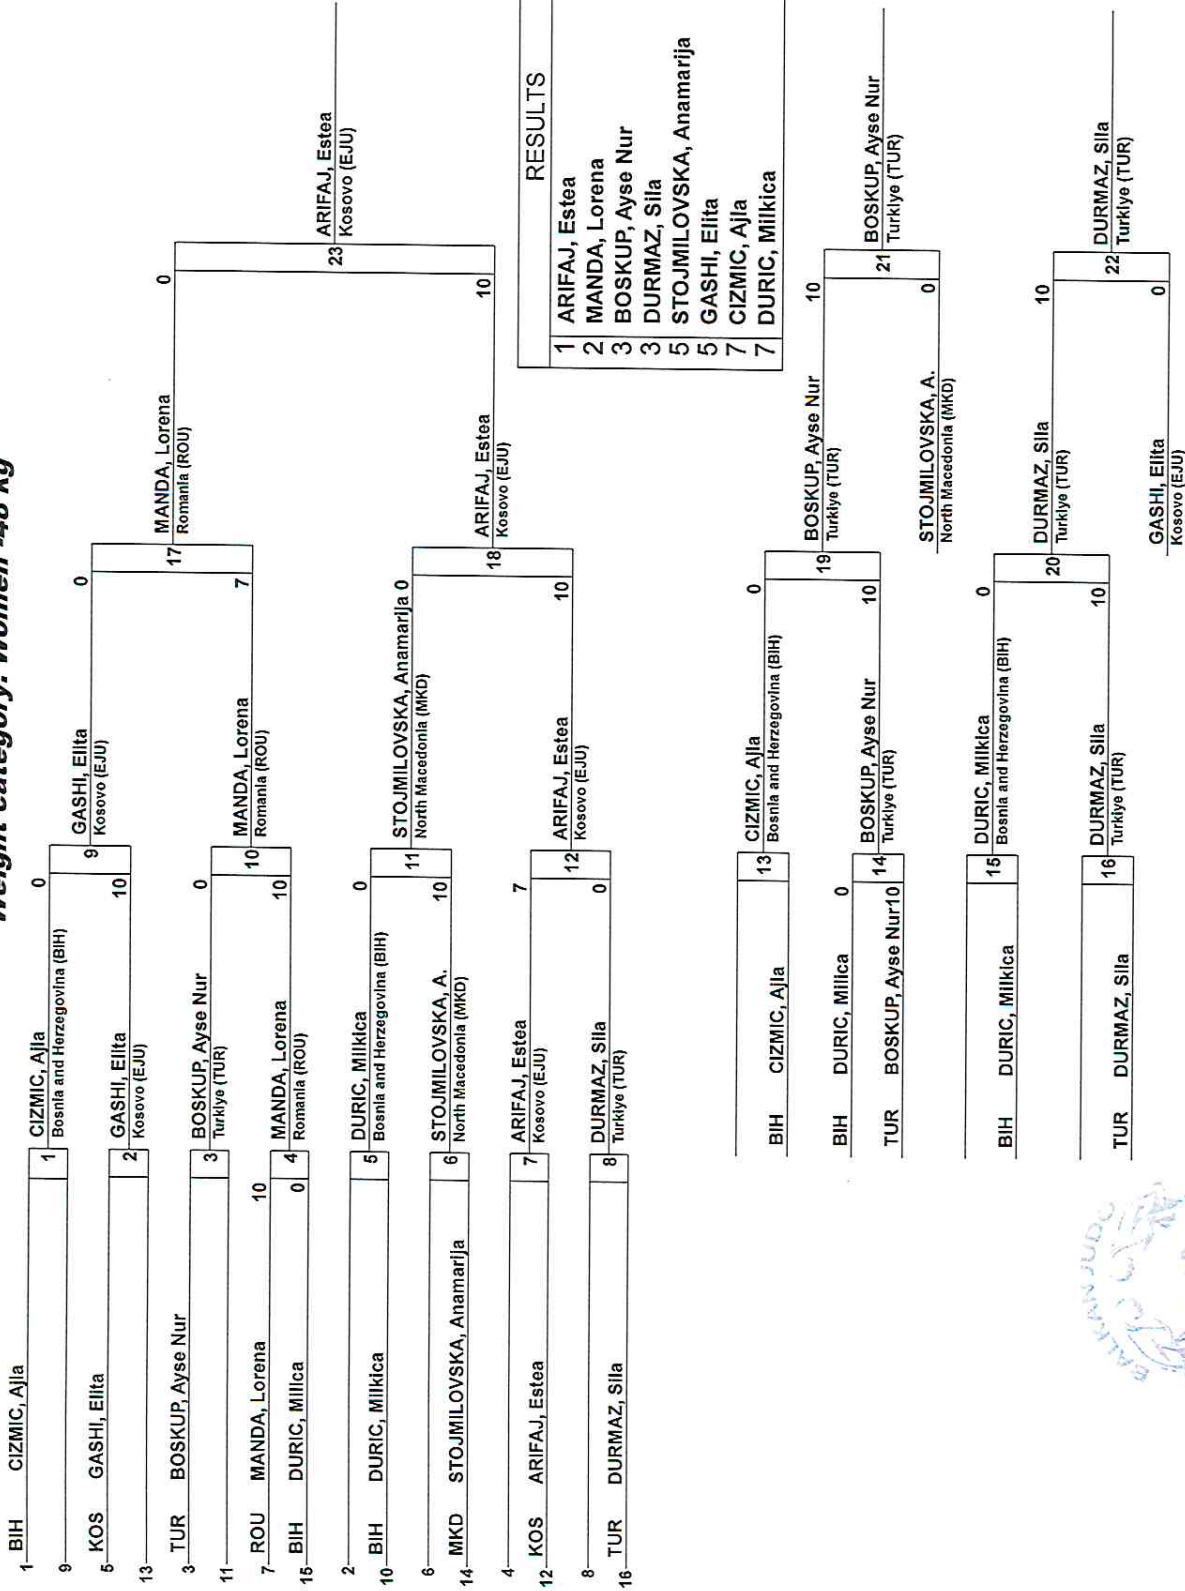 Weight category: Women -48 kg
1 BIH CIZMIC, Ajla
9
5 KOS GASHI, Elita
13
3 TUR BOSKUP, Ayse Nur
11
7 ROU MANDA, Lorena 10
15 BIH DURIC, Milica 0
2
10 BIH DURIC, Milkica
6
14 MKD STOJMILOVSKA, Anamarija
4
12 KOS ARIFAJ, Estea
8
16 TUR DURMAZ, Sila
1
2
3
4
5
6
7
8
CIZMIC, Ajla 0
Bosnia and Herzegovina (BIH)
9
GASHI, Elita 10
Kosovo (EJU)
BOSKUP, Ayse Nur 0
Turkiye (TUR)
10
MANDA, Lorena 10
Romania (ROU)
DURIC, Milkica 0
Bosnia and Herzegovina (BIH)
11
STOJMILOVSKA, A. 10
North Macedonia (MKD)
ARIFAJ, Estea 7
Kosovo (EJU)
12
DURMAZ, Sila 0
Turkiye (TUR)
GASHI, Elita 0
Kosovo (EJU)
17
MANDA, Lorena 7
Romania (ROU)
STOJMILOVSKA, Anamarija 0
North Macedonia (MKD)
18
ARIFAJ, Estea 10
Kosovo (EJU)
MANDA, Lorena 0
Romania (ROU)
23
ARIFAJ, Estea 10
Kosovo (EJU)
ARIFAJ, Estea
Kosovo (EJU)
RESULTS
1 ARIFAJ, Estea
2 MANDA, Lorena
3 BOSKUP, Ayse Nur
3 DURMAZ, Sila
5 STOJMILOVSKA, Anamarija
5 GASHI, Elita
7 CIZMIC, Ajla
7 DURIC, Milkica
BIH CIZMIC, Ajla
13
BIH DURIC, Milica 0
14
TUR BOSKUP, Ayse Nur10
BIH DURIC, Milkica
15
TUR DURMAZ, Sila
16
CIZMIC, Ajla 0
Bosnia and Herzegovina (BIH)
19
BOSKUP, Ayse Nur 10
Turkiye (TUR)
DURIC, Milkica 0
Bosnia and Herzegovina (BIH)
20
DURMAZ, Sila 10
Turkiye (TUR)
BOSKUP, Ayse Nur 10
Turkiye (TUR)
21
STOJMILOVSKA, A. 0
North Macedonia (MKD)
DURMAZ, Sila 10
Turkiye (TUR)
22
GASHI, Elita 0
Kosovo (EJU)
BOSKUP, Ayse Nur
Turkiye (TUR)
DURMAZ, Sila
Turkiye (TUR)
BALKAN JUDO